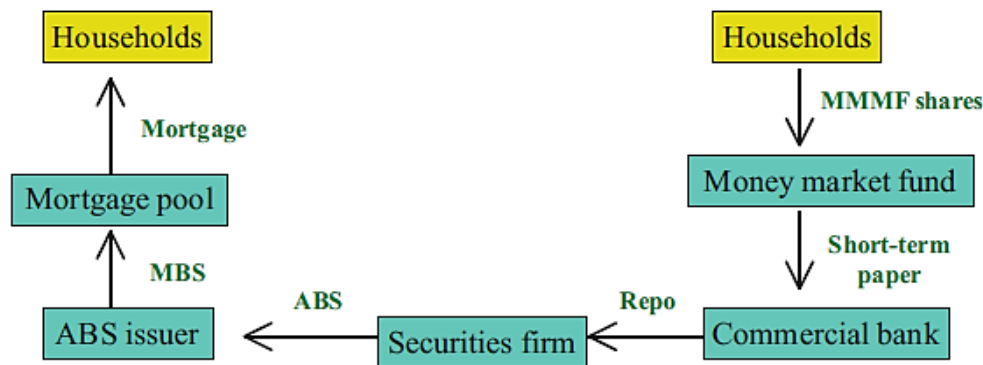 Households
Households
MMMF shares
Mortgage
Money market fund
Mortgage pool
Short-term
paper
MBS
ABS
Repo
ABS issuer
Securities firm
Commercial bank